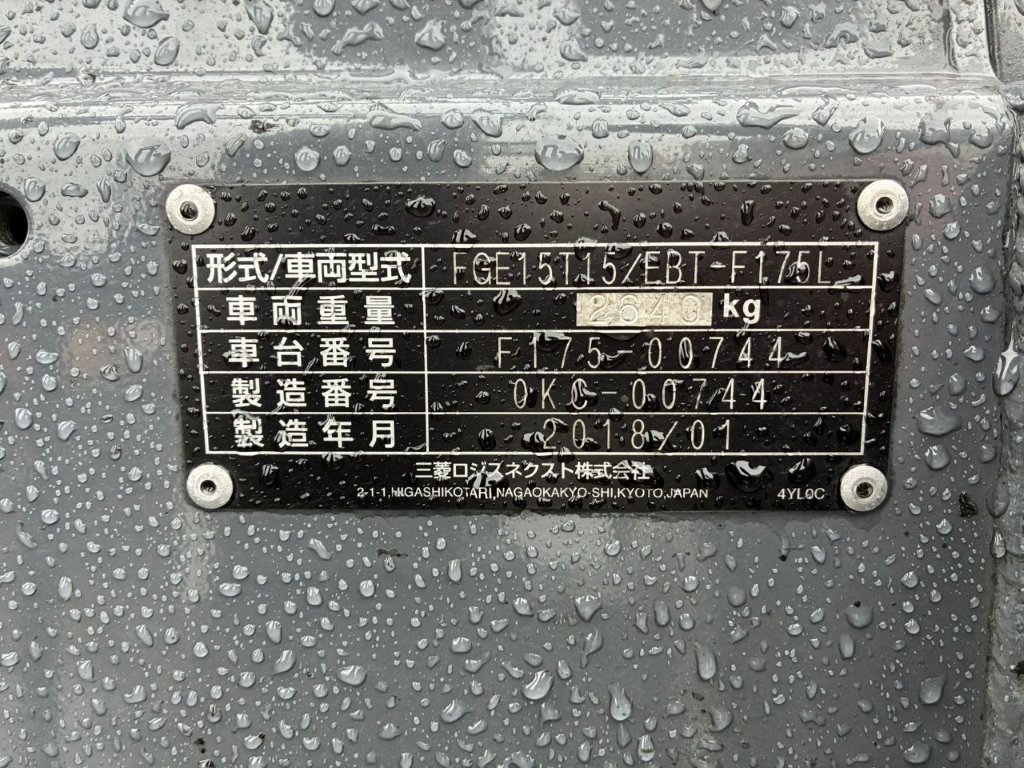 形式/車両型式 FGE15T15/EBT-F175L
車両重量 2640 kg
車台番号 F175-00744
製造番号 0KC-00744
製造年月 2018/01
三菱ロジスネクスト株式会社
2-1-1,HIGASHIKOTARI,NAGAOKAKYO-SHI,KYOTO,JAPAN 4YL0C